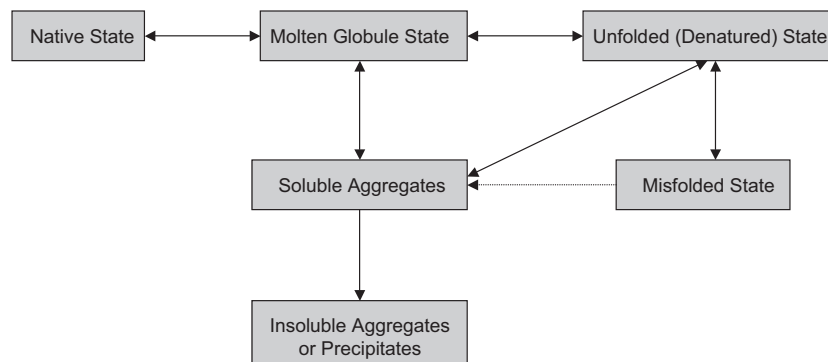 Native State
Molten Globule State
Unfolded (Denatured) State
Soluble Aggregates
Misfolded State
Insoluble Aggregates
or Precipitates